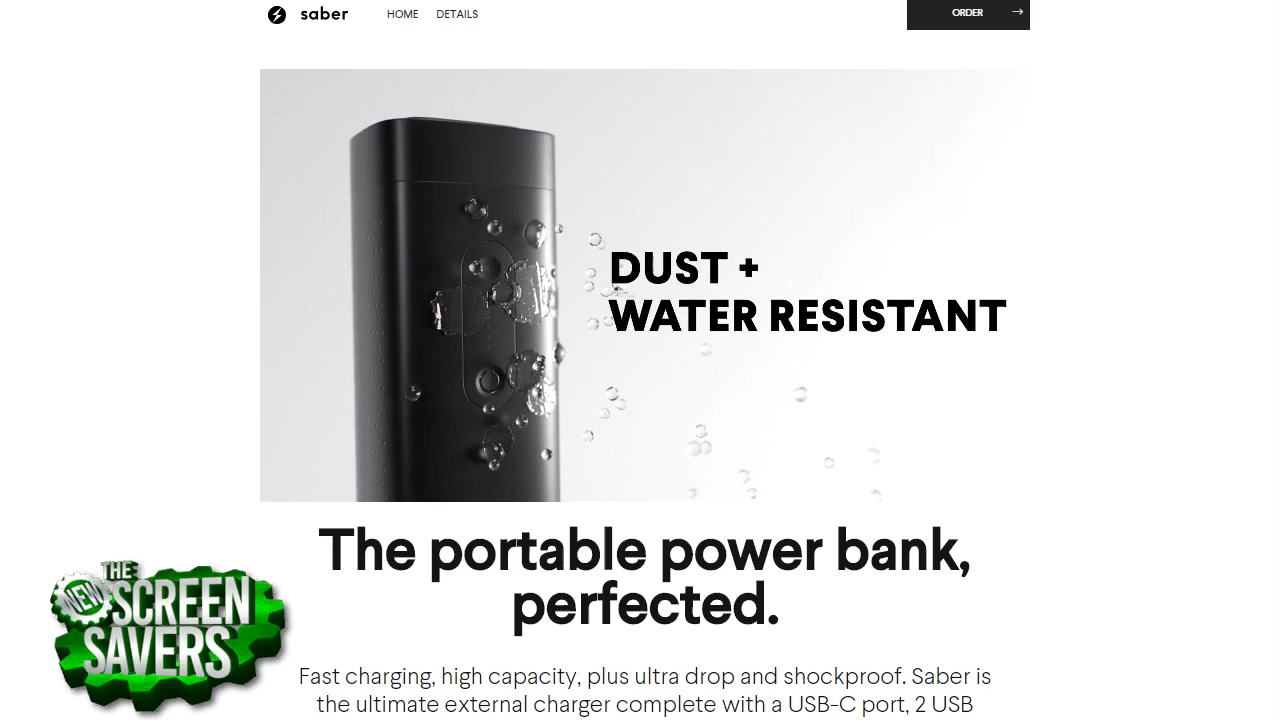 saber HOME DETAILS ORDER →
DUST +
WATER RESISTANT
The portable power bank,
perfected.
Fast charging, high capacity, plus ultra drop and shockproof. Saber is
the ultimate external charger complete with a USB-C port, 2 USB
THE
NEW SCREEN
SAVERS